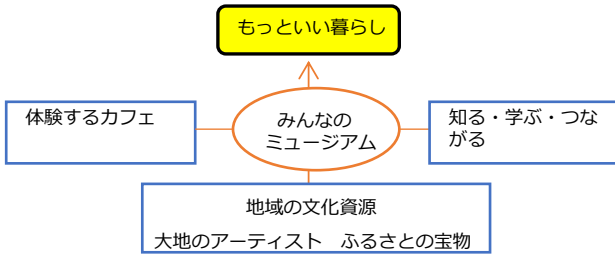 もっといい暮らし
体験するカフェ
みんなの
ミュージアム
知る・学ぶ・つな
がる
地域の文化資源
大地のアーティスト　ふるさとの宝物